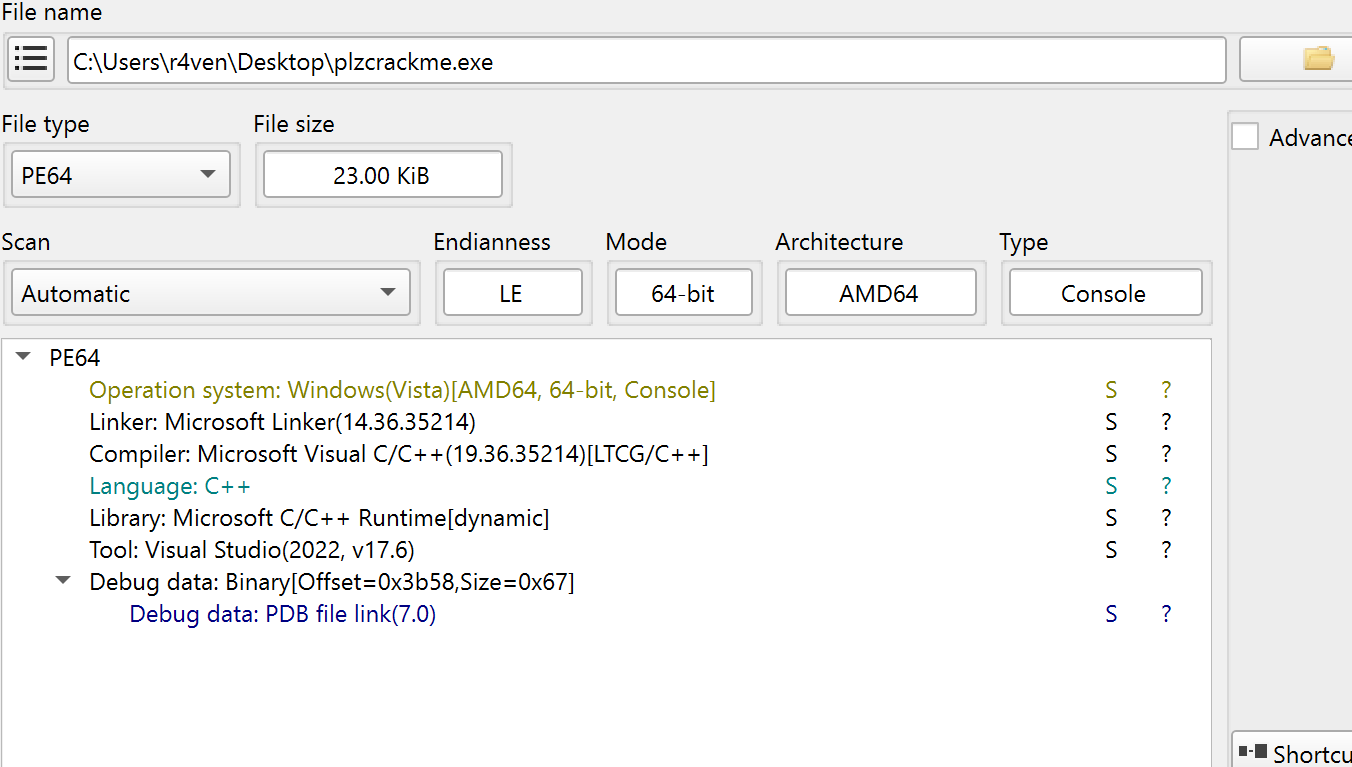 File name
C:\Users\r4ven\Desktop\plzcrackme.exe
File type File size
Advance
PE64 23.00 KiB
Scan Endianness Mode Architecture Type
Automatic LE 64-bit AMD64 Console
PE64
Operation system: Windows(Vista)[AMD64, 64-bit, Console] S ?
Linker: Microsoft Linker(14.36.35214) S ?
Compiler: Microsoft Visual C/C++(19.36.35214)[LTCG/C++] S ?
Language: C++ S ?
Library: Microsoft C/C++ Runtime[dynamic] S ?
Tool: Visual Studio(2022, v17.6) S ?
Debug data: Binary[Offset=0x3b58,Size=0x67]
Debug data: PDB file link(7.0) S ?
Shortcu